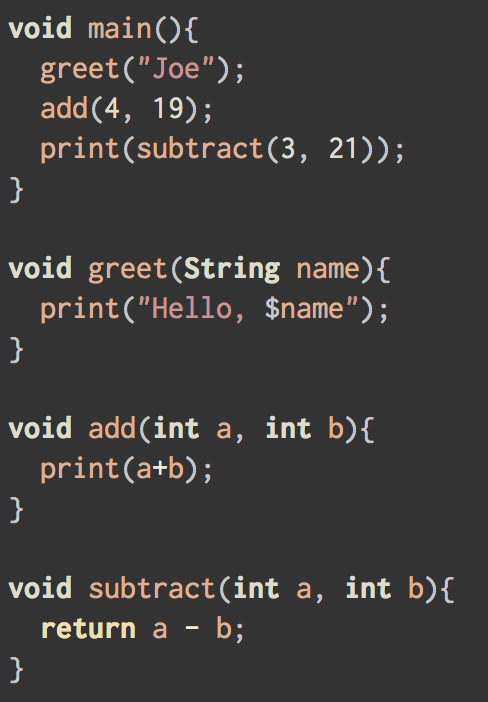 void main(){
  greet("Joe");
  add(4, 19);
  print(subtract(3, 21));
}

void greet(String name){
  print("Hello, $name");
}

void add(int a, int b){
  print(a+b);
}

void subtract(int a, int b){
  return a - b;
}